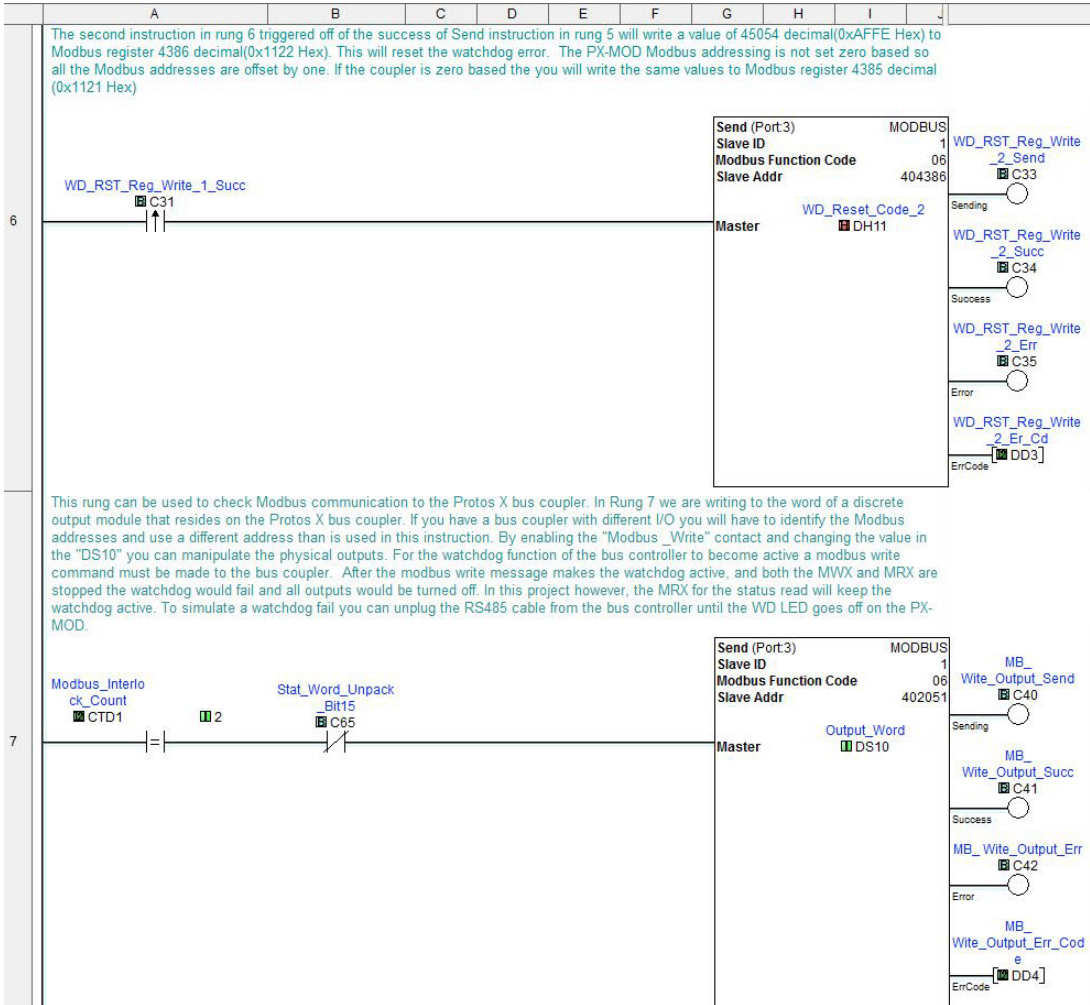 A B C D E F G H I J
The second instruction in rung 6 triggered off of the success of Send instruction in rung 5 will write a value of 45054 decimal(0xAFFE Hex) to
Modbus register 4386 decimal(0x1122 Hex). This will reset the watchdog error.  The PX-MOD Modbus addressing is not set zero based so
all the Modbus addresses are offset by one. If the coupler is zero based the you will write the same values to Modbus register 4385 decimal
(0x1121 Hex)
6
WD_RST_Reg_Write_1_Succ
C31
Send (Port:3) MODBUS
Slave ID 1
Modbus Function Code 06
Slave Addr 404386
WD_Reset_Code_2
Master DH11
WD_RST_Reg_Write
_2_Send
C33
Sending
WD_RST_Reg_Write
_2_Succ
C34
Success
WD_RST_Reg_Write
_2_Err
C35
Error
WD_RST_Reg_Write
_2_Er_Cd
DD3
ErrCode
This rung can be used to check Modbus communication to the Protos X bus coupler. In Rung 7 we are writing to the word of a discrete
output module that resides on the Protos X bus coupler. If you have a bus coupler with different I/O you will have to identify the Modbus
addresses and use a different address than is used in this instruction. By enabling the "Modbus _Write" contact and changing the value in
the "DS10" you can manipulate the physical outputs. For the watchdog function of the bus controller to become active a modbus write
command must be made to the bus coupler.  After the modbus write message makes the watchdog active, and both the MWX and MRX are
stopped the watchdog would fail and all outputs would be turned off. In this project however, the MRX for the status read will keep the
watchdog active. To simulate a watchdog fail you can unplug the RS485 cable from the bus controller until the WD LED goes off on the PX-
MOD.
7
Modbus_Interlo
ck_Count
CTD1 2
=
Stat_Word_Unpack
_Bit15
C65
Send (Port:3) MODBUS
Slave ID 1
Modbus Function Code 06
Slave Addr 402051
Output_Word
Master DS10
MB_
Wite_Output_Send
C40
Sending
MB_
Wite_Output_Succ
C41
Success
MB_ Wite_Output_Err
C42
Error
MB_
Wite_Output_Err_Cod
e
DD4
ErrCode